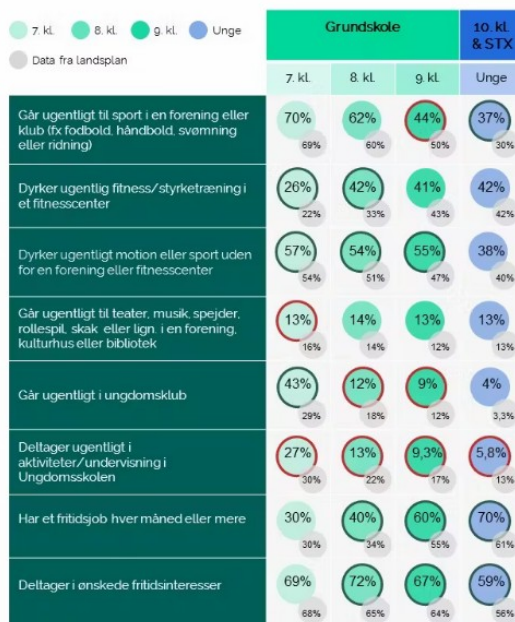 7. kl. 8. kl. 9. kl. Unge
Data fra landsplan
Grundskole
10. kl.
& STX
7. kl. 8. kl. 9. kl. Unge
Går ugentligt til sport i en forening eller
klub (fx fodbold, håndbold, svømning
eller ridning)
70% 62% 44% 37%
69% 60% 50% 30%
Dyrker ugentlig fitness/styrketræning i
et fitnesscenter
26% 42% 41% 42%
22% 33% 43% 42%
Dyrker ugentligt motion eller sport uden
for en forening eller fitnesscenter
57% 54% 55% 38%
54% 51% 47% 40%
Går ugentligt til teater, musik, spejder,
rollespil, skak eller lign. i en forening,
kulturhus eller bibliotek
13% 14% 13% 13%
16% 14% 12% 13%
Går ugentligt i ungdomsklub
43% 12% 9% 4%
29% 18% 12% 3,3%
Deltager ugentligt i
aktiviteter/undervisning i
Ungdomsskolen
27% 13% 9,3% 5,8%
30% 22% 17% 13%
Har et fritidsjob hver måned eller mere
30% 40% 60% 70%
30% 34% 55% 61%
Deltager i ønskede fritidsinteresser
69% 72% 67% 59%
68% 65% 64% 56%